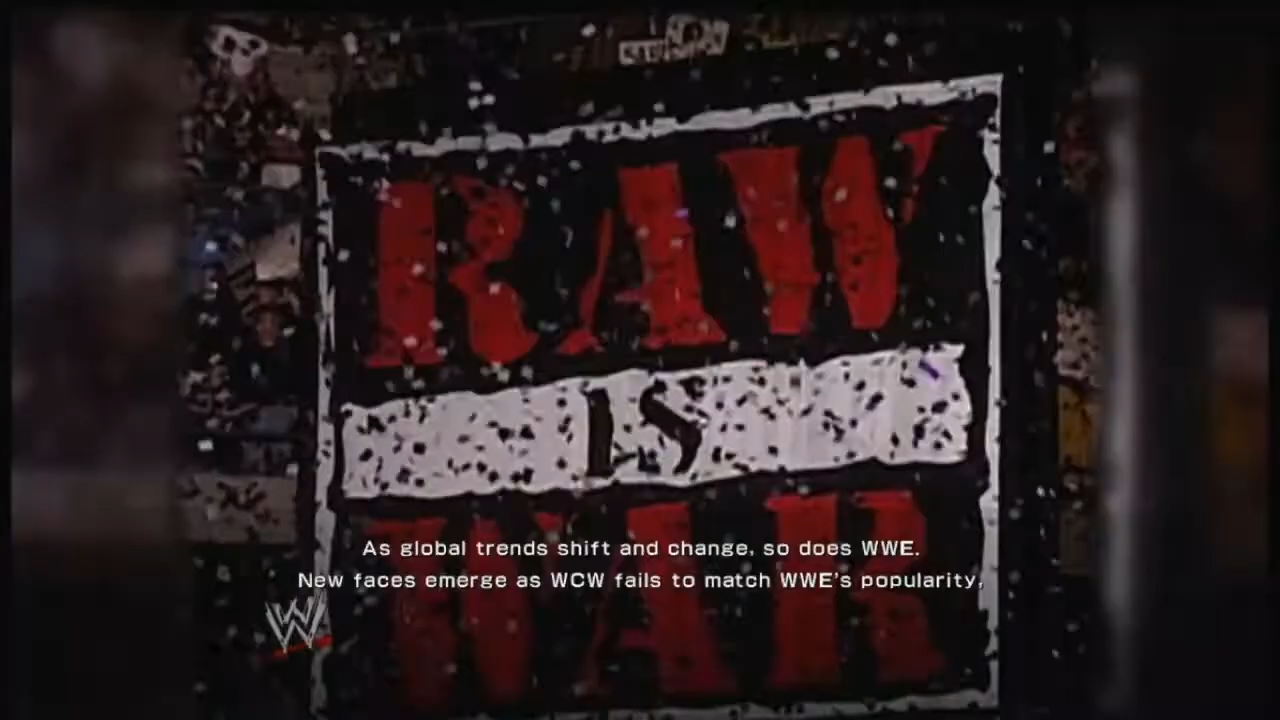 RAW
IS
WAR
As global trends shift and change, so does WWE.
New faces emerge as WCW fails to match WWE's popularity.
W